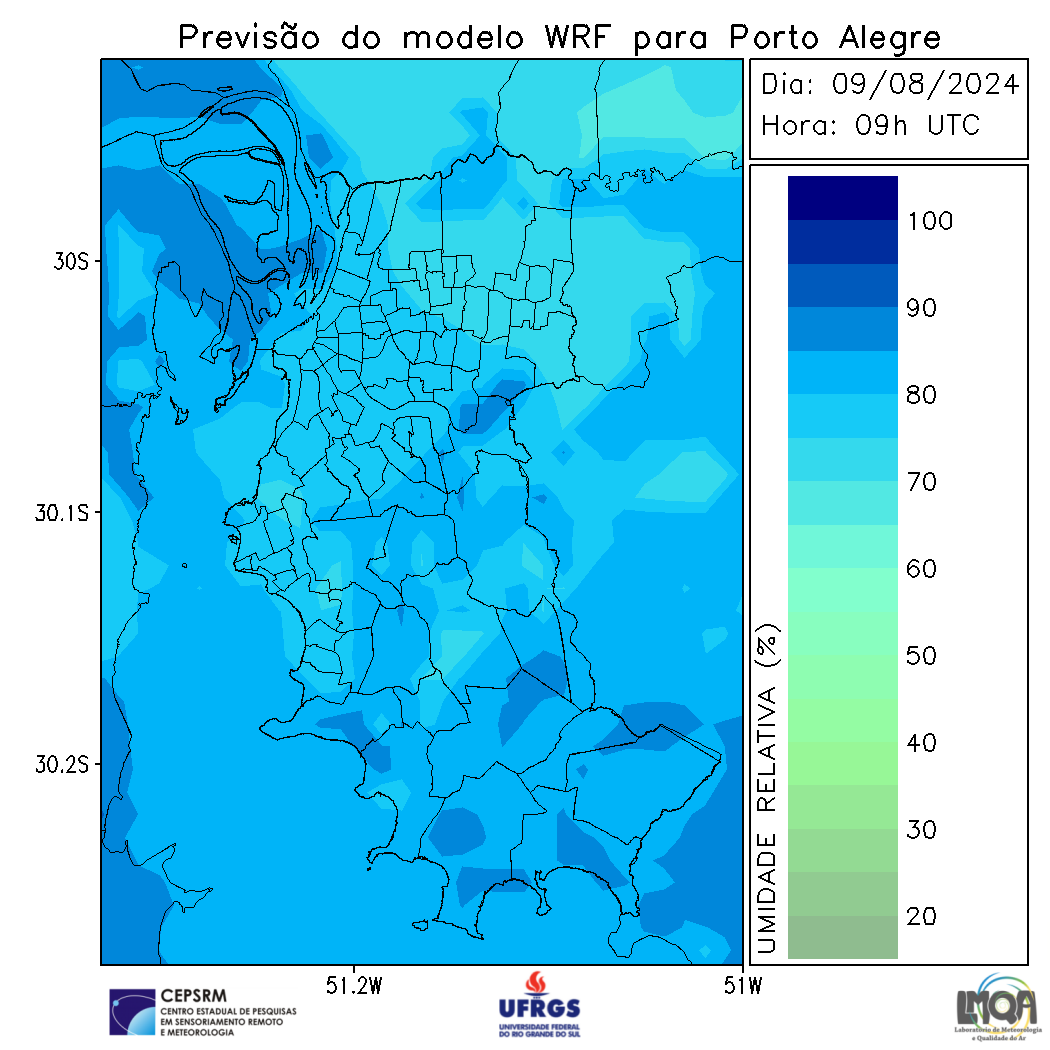 Previsão do modelo WRF para Porto Alegre
Dia: 09/08/2024
Hora: 09h UTC
30S
30.1S
30.2S
51.2W
51W
100
90
80
70
60
50
40
30
20
UMIDADE RELATIVA (%)
CEPSRM
CENTRO ESTADUAL DE PESQUISAS
EM SENSORIAMENTO REMOTO
E METEOROLOGIA
UFRGS
UNIVERSIDADE FEDERAL
DO RIO GRANDE DO SUL
LMQA
Laboratório de Meteorologia
e Qualidade do Ar